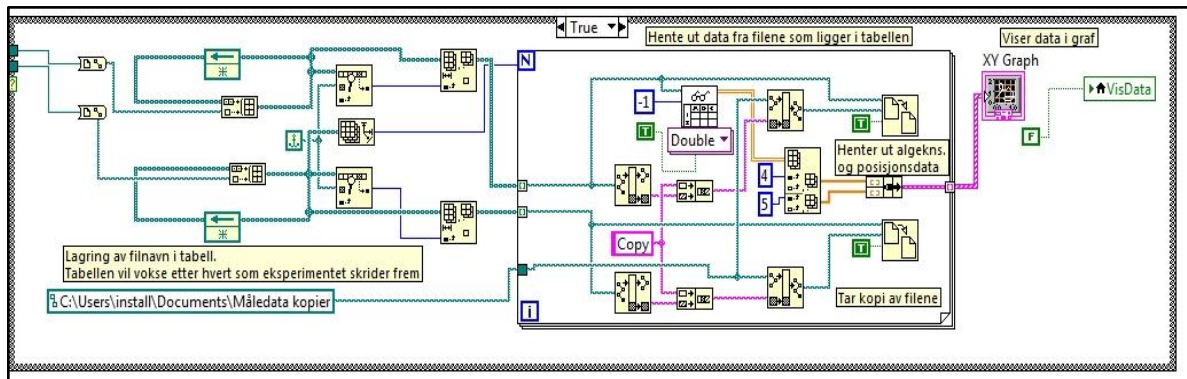 True
Hente ut data fra filene som ligger i tabellen
Viser data i graf
XY Graph
VisData
F
N
-1
T
Double
T
Henter ut algekns.
og posisjonsdata
4
5
Copy
T
Lagring av filnavn i tabell.
Tabellen vil vokse etter hvert som eksperimentet skrider frem
C:\Users\install\Documents\Måledata kopier
Tar kopi av filene
i